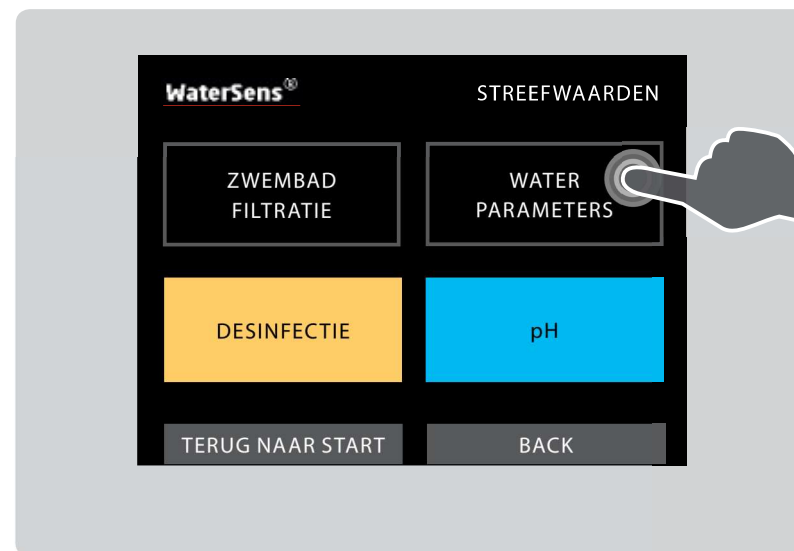 WaterSens®
STREEFWAARDEN
ZWEMBAD
FILTRATIE
WATER
PARAMETERS
DESINFECTIE
pH
TERUG NAAR START
BACK